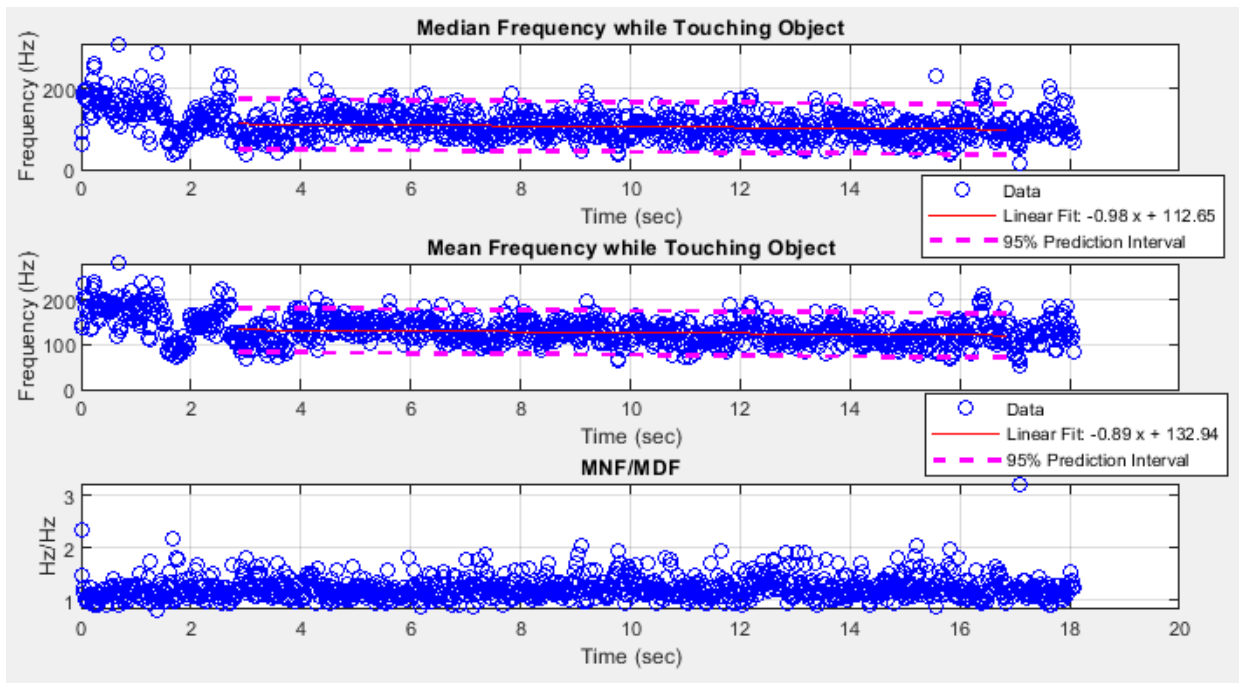 Median Frequency while Touching Object
Frequency (Hz)
200
0
0 2 4 6 8 10 12 14 16 18 20
Time (sec)
Data
Linear Fit: -0.98 x + 112.65
95% Prediction Interval
Mean Frequency while Touching Object
Frequency (Hz)
200
100
0
0 2 4 6 8 10 12 14 16 18 20
Time (sec)
Data
Linear Fit: -0.89 x + 132.94
95% Prediction Interval
MNF/MDF
Hz/Hz
3
2
1
0 2 4 6 8 10 12 14 16 18 20
Time (sec)